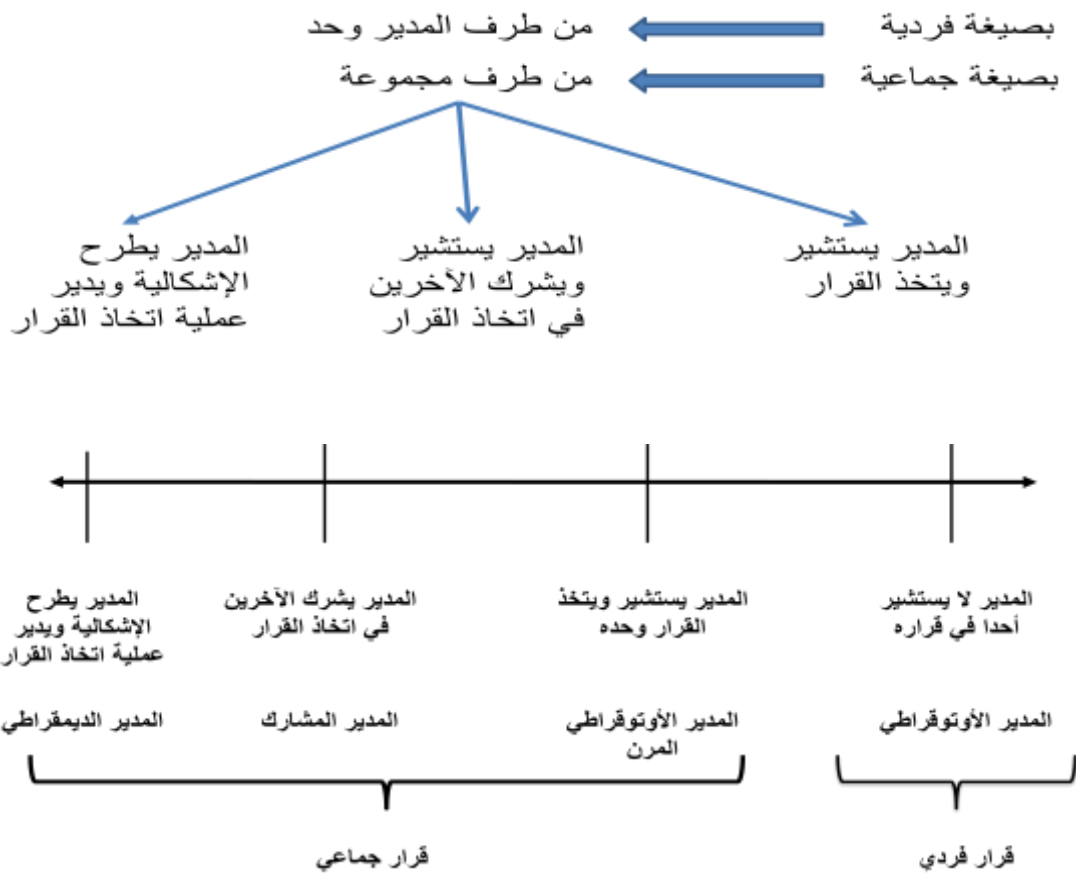 بصيغة فردية
من طرف المدير وحد
بصيغة جماعية
من طرف مجموعة
المدير يستشير
ويتخذ القرار
المدير يستشير
ويشرك الآخرين
في اتخاذ القرار
المدير يطرح
الإشكالية ويدير
عملية اتخاذ القرار
المدير لا يستشير
أحدا في قراره
المدير يستشير ويتخذ
القرار وحده
المدير يشرك الآخرين
في اتخاذ القرار
المدير يطرح
الإشكالية ويدير
عملية اتخاذ القرار
المدير الأوتوقراطي
المدير الأوتوقراطي
المرن
المدير المشارك
المدير الديمقراطي
قرار فردي
قرار جماعي